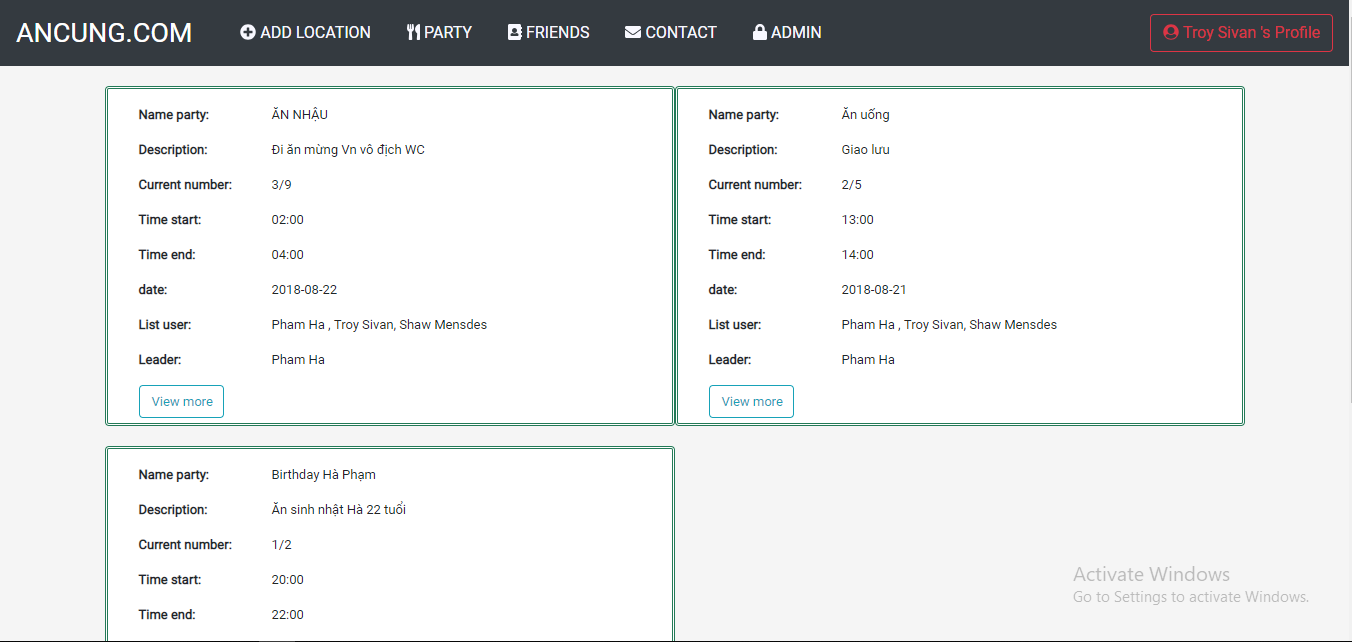 ANCUNG.COM ADD LOCATION PARTY FRIENDS CONTACT ADMIN Troy Sivan 's Profile
Name party: ĂN NHẬU
Description: Đi ăn mừng Vn vô địch WC
Current number: 3/9
Time start: 02:00
Time end: 04:00
date: 2018-08-22
List user: Pham Ha , Troy Sivan, Shaw Mensdes
Leader: Pham Ha
View more
Name party: Ăn uống
Description: Giao lưu
Current number: 2/5
Time start: 13:00
Time end: 14:00
date: 2018-08-21
List user: Pham Ha , Troy Sivan, Shaw Mensdes
Leader: Pham Ha
View more
Name party: Birthday Hà Phạm
Description: Ăn sinh nhật Hà 22 tuổi
Current number: 1/2
Time start: 20:00
Time end: 22:00
Activate Windows
Go to Settings to activate Windows.